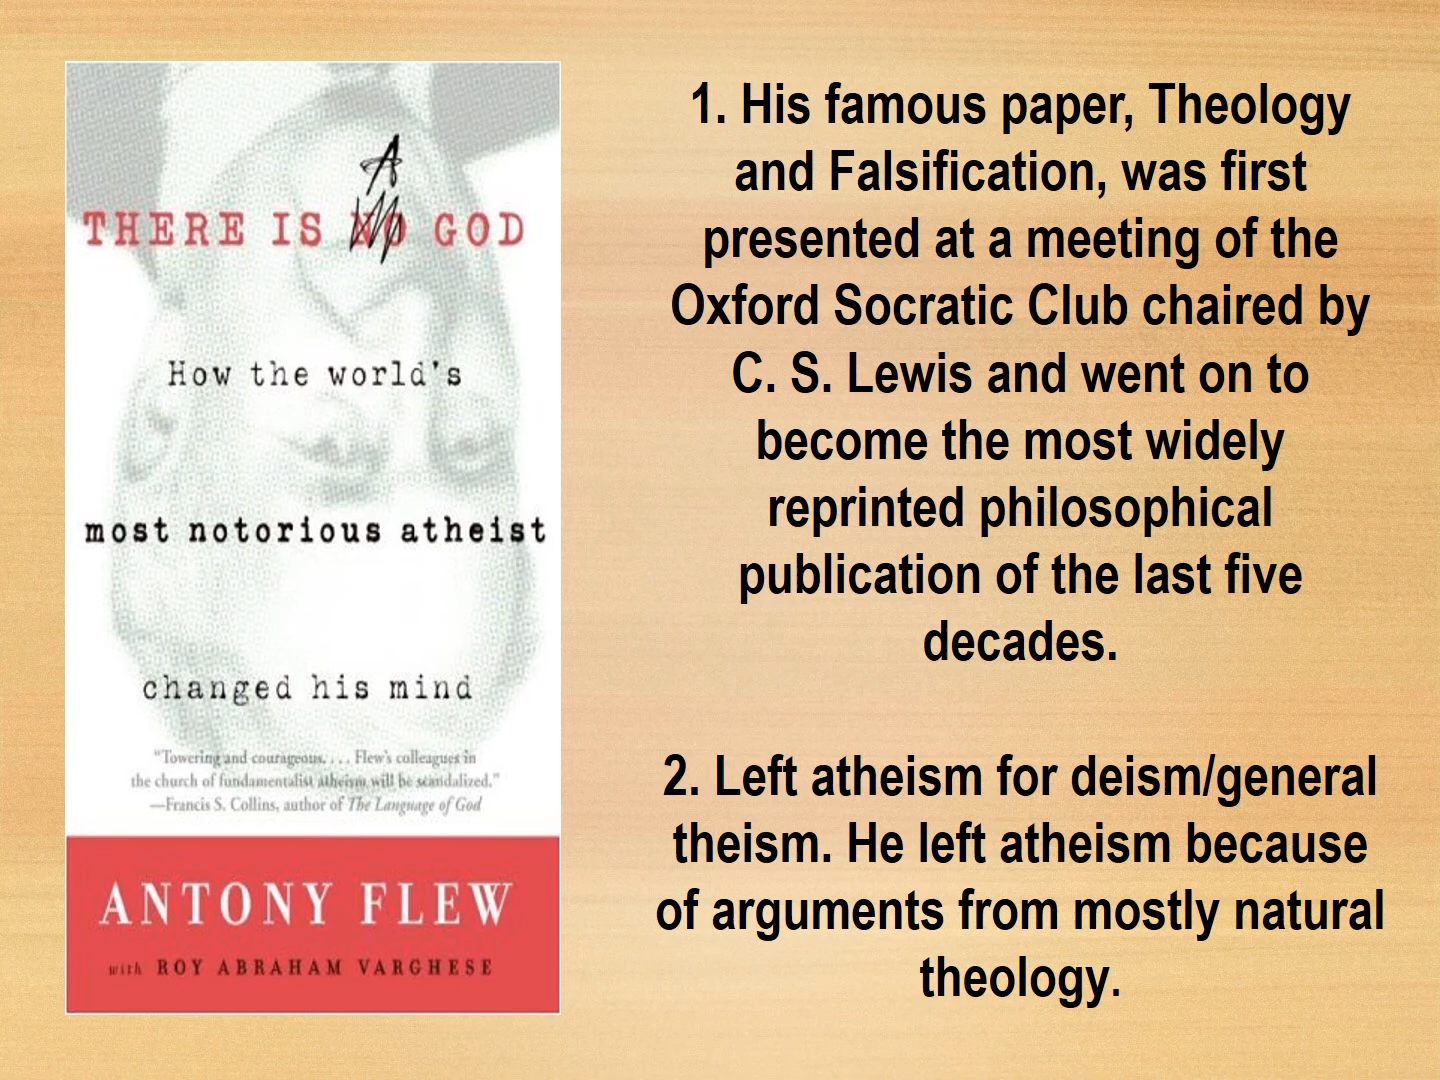 A
THERE IS NO GOD
How the world's
most notorious atheist
changed his mind
"Towering and courageous. . . . Flew's colleagues in
the church of fundamentalist atheism will be scandalized."
—Francis S. Collins, author of The Language of God
ANTONY FLEW
with ROY ABRAHAM VARGHESE
1. His famous paper, Theology
and Falsification, was first
presented at a meeting of the
Oxford Socratic Club chaired by
C. S. Lewis and went on to
become the most widely
reprinted philosophical
publication of the last five
decades.
2. Left atheism for deism/general
theism. He left atheism because
of arguments from mostly natural
theology.